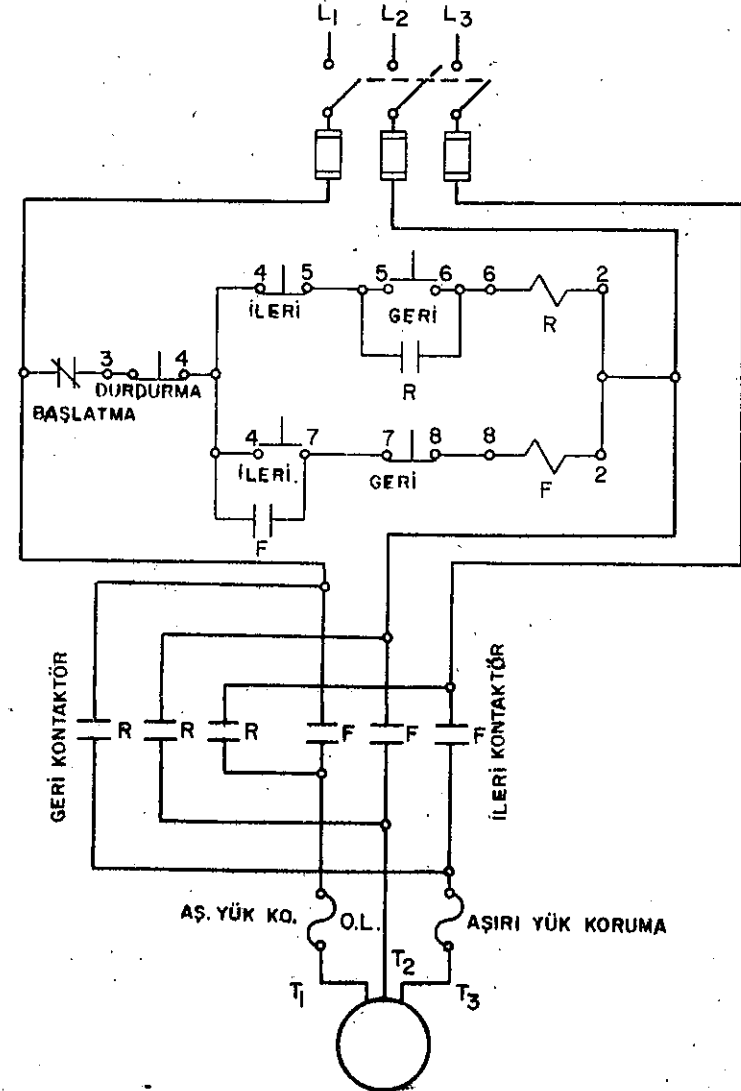 L1 L2 L3
4 5 5 6 6 2
İLERİ GERİ R
R
3 4
DURDURMA
BAŞLATMA
4 7 7 8 8
İLERİ. GERİ F 2
F
GERİ KONTAKTÖR
R R R F F F
İLERİ KONTAKTÖR
AŞ. YÜK KO. O.L. AŞIRI YÜK KORUMA
T1 T2 T3